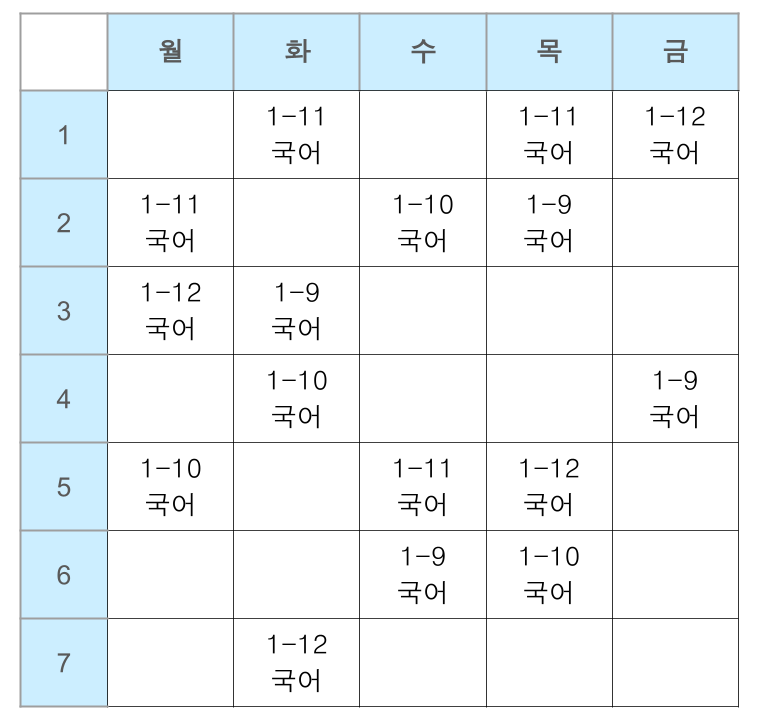 월 화 수 목 금
1
1-11 1-11 1-12
국어 국어 국어
2
1-11 1-10 1-9
국어 국어 국어
3
1-12 1-9
국어 국어
4
1-10 1-9
국어 국어
5
1-10 1-11 1-12
국어 국어 국어
6
1-9 1-10
국어 국어
7
1-12
국어